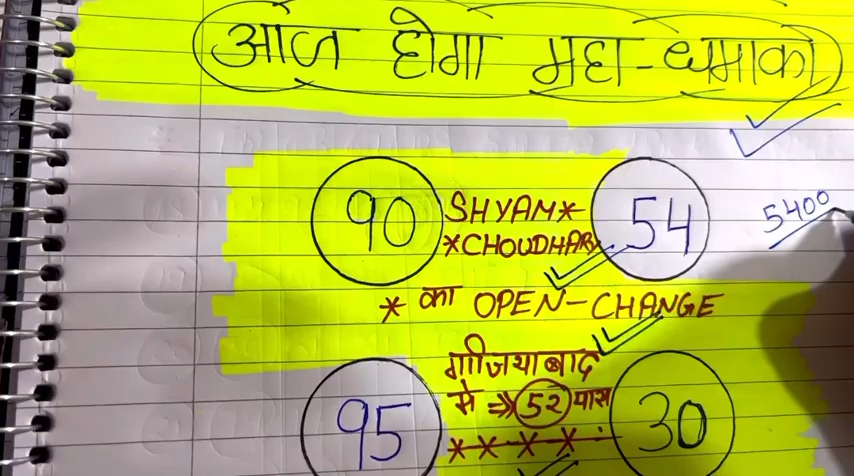 आज होगा महा-धमाका
90 SHYAM* 54
*CHOUDHARY
5400
* का OPEN-CHANGE
गाजियाबाद
से ⇒ 52 पास
95 **** 30